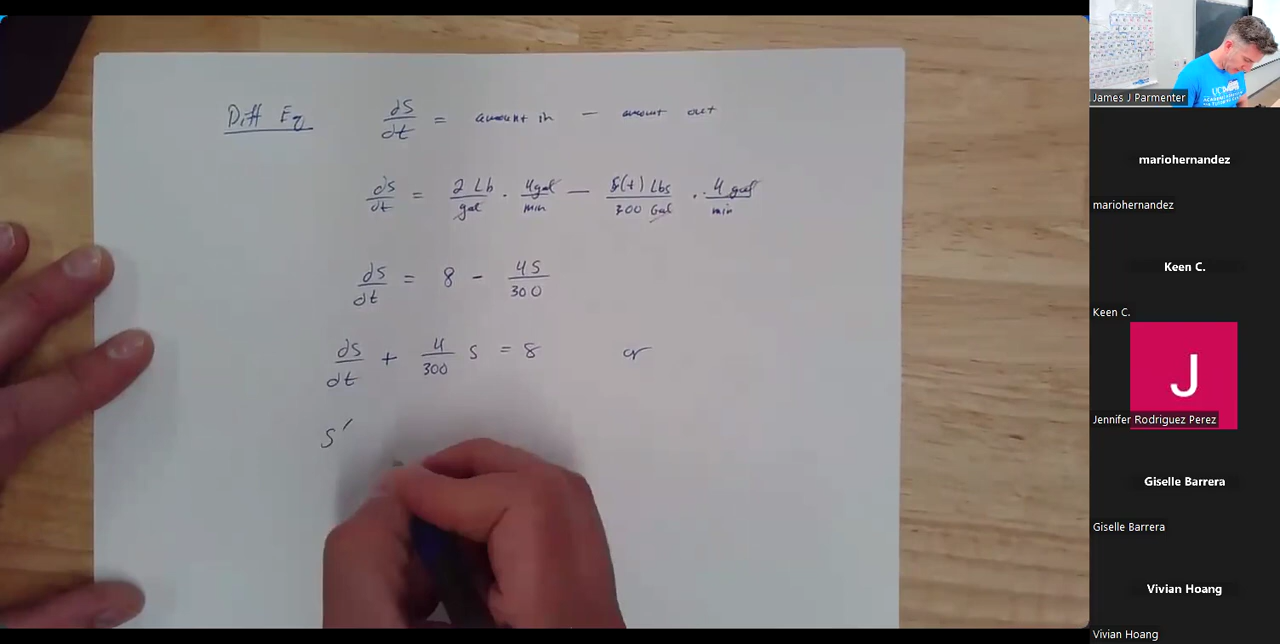 Diff Eq dS/dt = amount in — amount out
dS/dt = 2 Lb/gal · 4 gal/min — S(t) Lbs/300 Gal · 4 gal/min
dS/dt = 8 - 4S/300
dS/dt + 4/300 S = 8 or
S'
James J Parmenter
mariohernandez
mariohernandez
Keen C.
Keen C.
J
Jennifer Rodriguez Perez
Giselle Barrera
Giselle Barrera
Vivian Hoang
Vivian Hoang